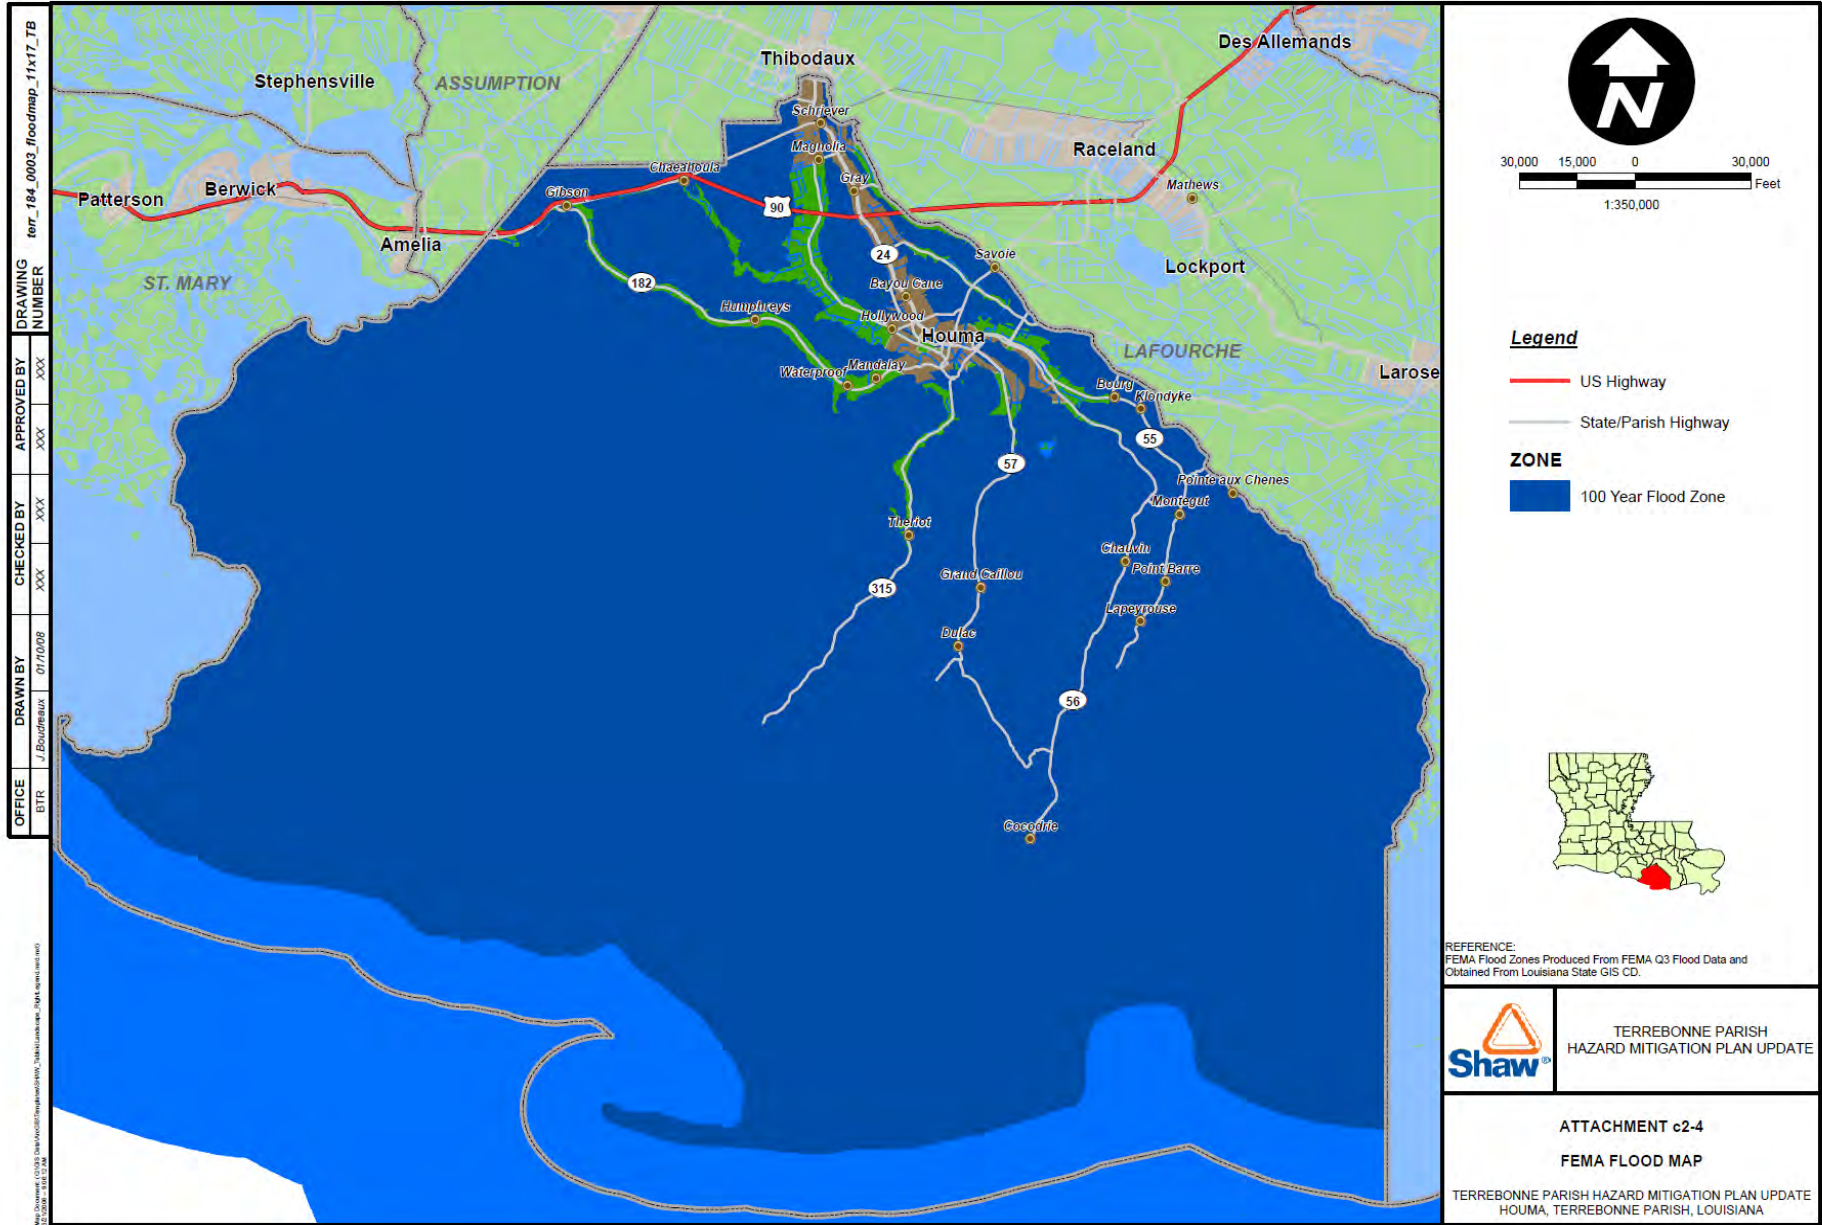 terr_184_0003_floodmap_11x17_TB
DRAWING
NUMBER
APPROVED BY
XXX
XXX
CHECKED BY
XXX
XXX
DRAWN BY
J.Boudreaux
01/10/08
OFFICE
BTR
Thibodaux
Des Allemands
Stephensville
ASSUMPTION
Schriever
Magnolia
Raceland
Chacahoula
Gray
Mathews
Patterson
Berwick
Gibson
90
Amelia
24
Savoie
Lockport
ST. MARY
182
Bayou Cane
Humphreys
Hollywood
Houma
LAFOURCHE
Larose
Waterproof
Mandalay
Bourg
Klondyke
55
57
Pointe aux Chenes
Montegut
Theriot
Chauvin
Point Barre
Grand Caillou
315
Lapeyrouse
Dulac
56
Cocodrie
N
30,000 15,000 0 30,000
Feet
1:350,000
Legend
US Highway
State/Parish Highway
ZONE
100 Year Flood Zone
REFERENCE:
FEMA Flood Zones Produced From FEMA Q3 Flood Data and
Obtained From Louisiana State GIS CD.
Shaw®
TERREBONNE PARISH
HAZARD MITIGATION PLAN UPDATE
ATTACHMENT c2-4
FEMA FLOOD MAP
TERREBONNE PARISH HAZARD MITIGATION PLAN UPDATE
HOUMA, TERREBONNE PARISH, LOUISIANA